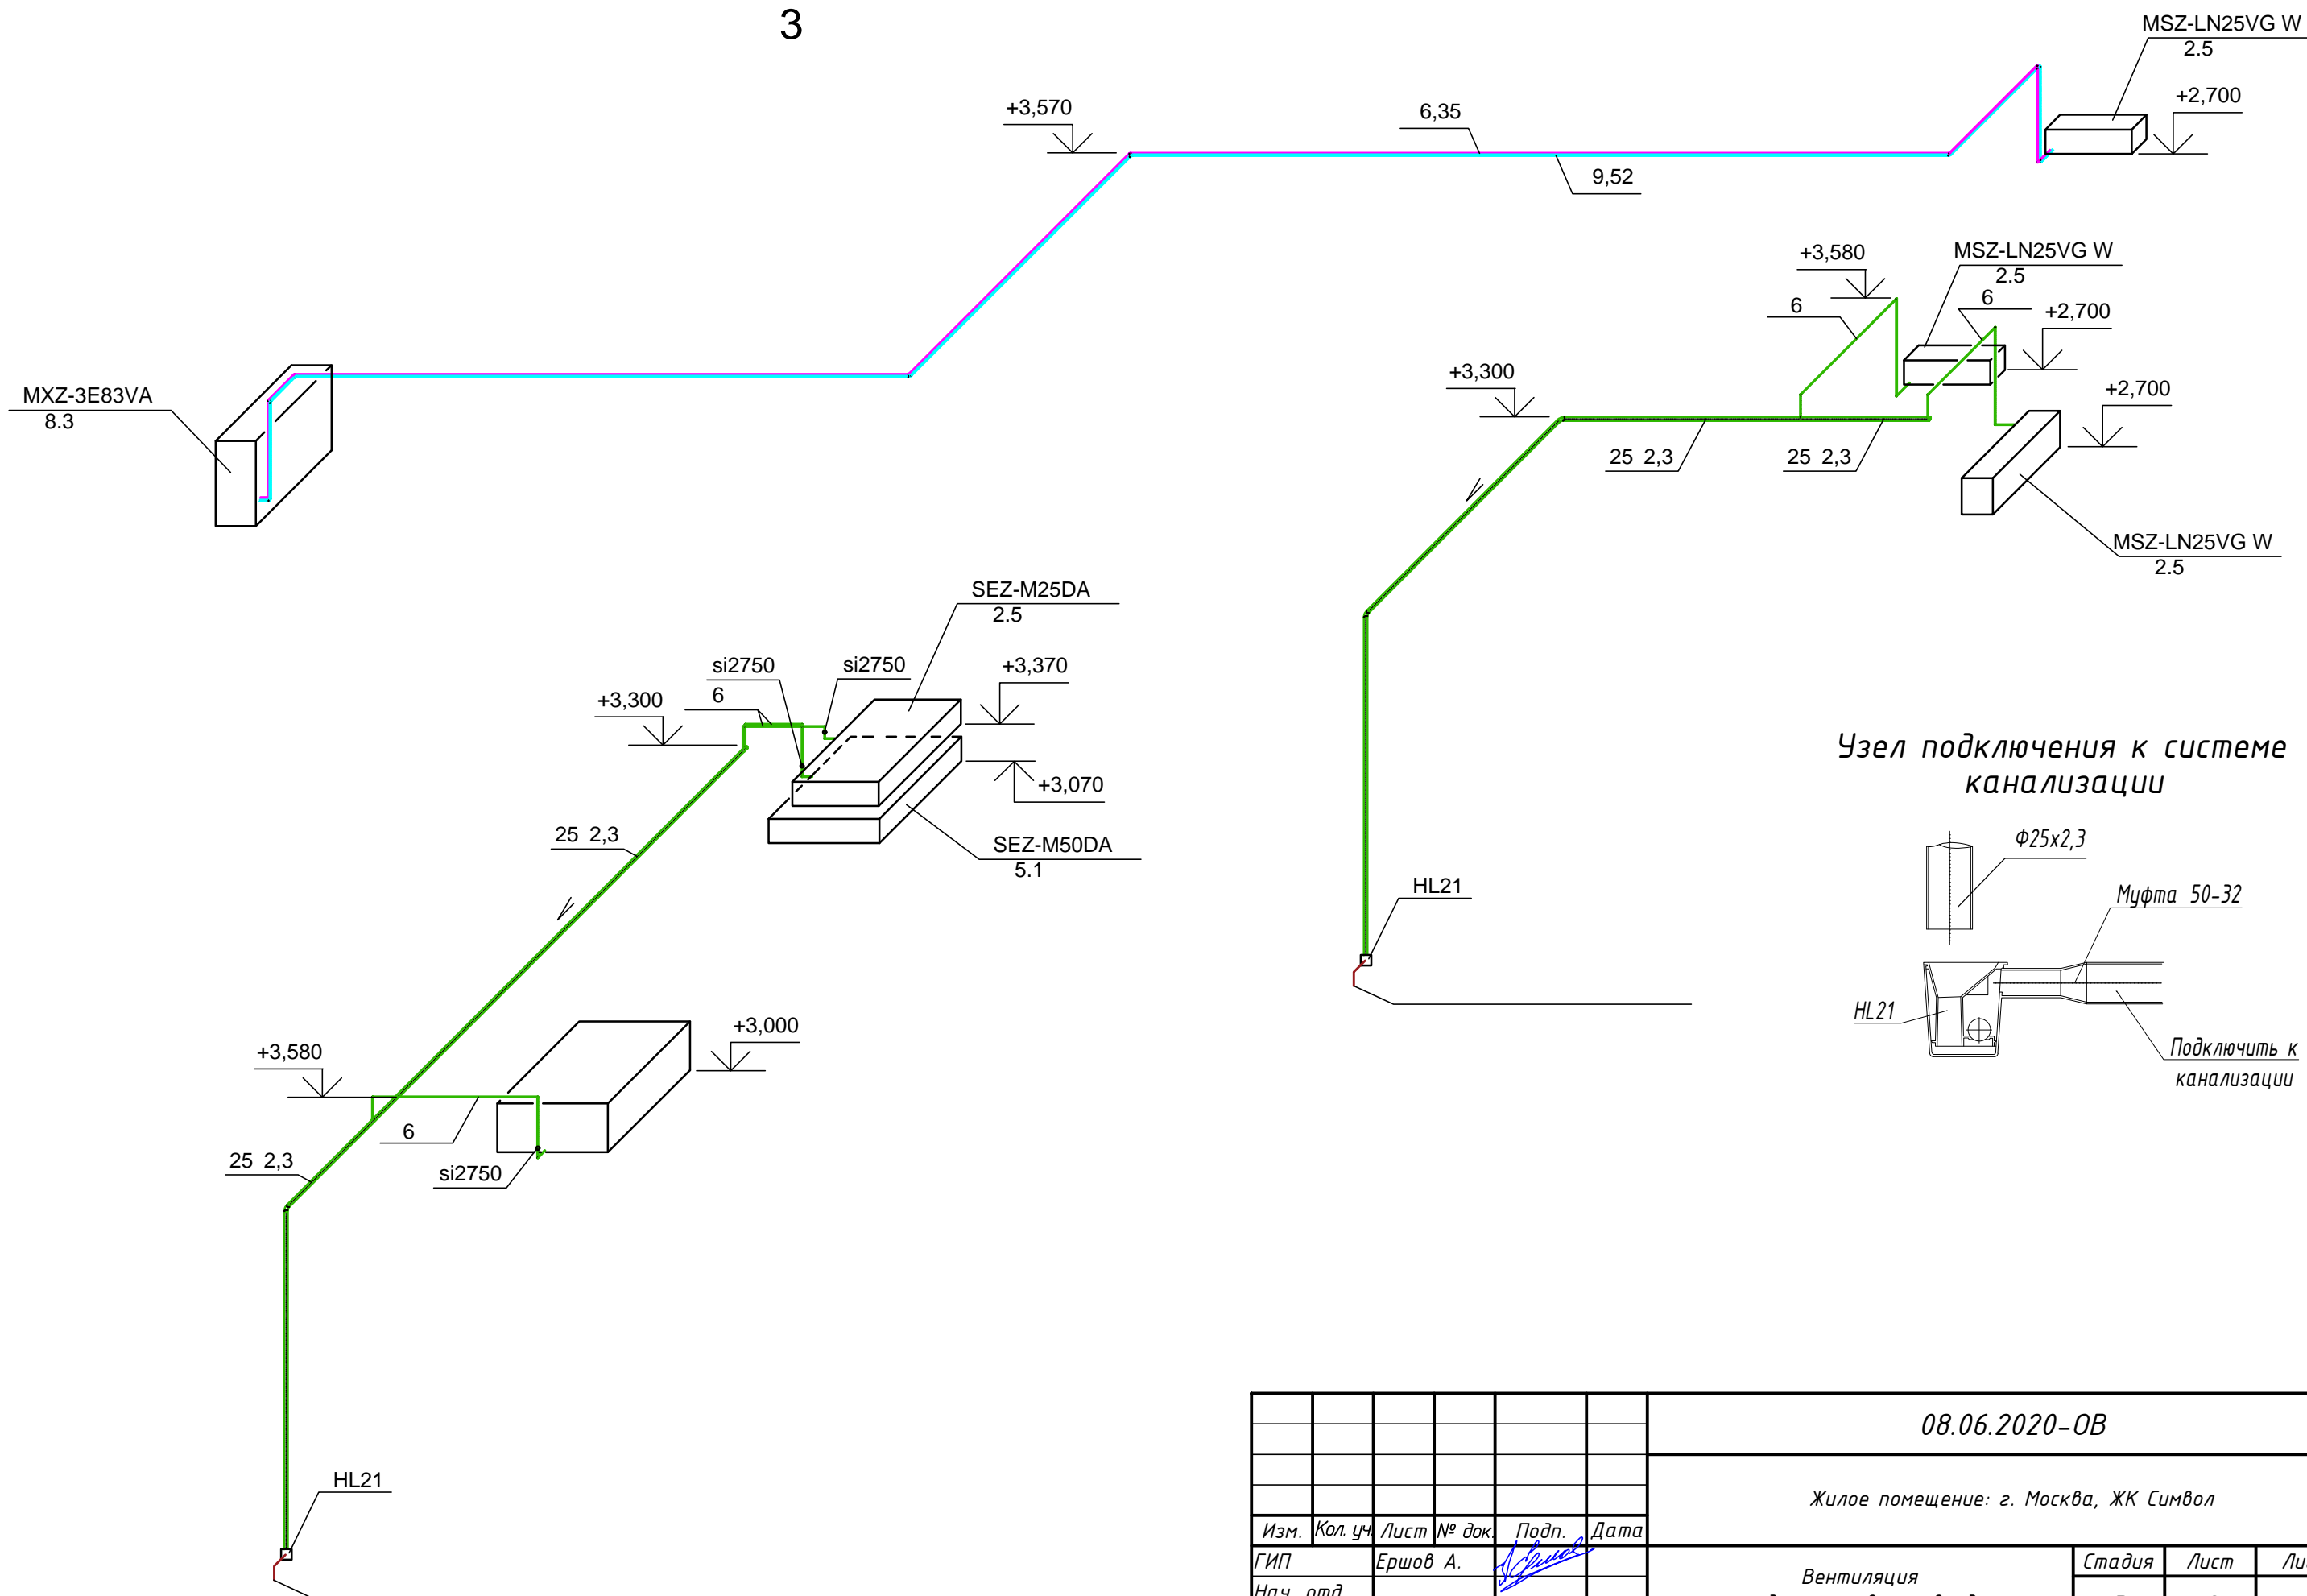 3
MSZ-LN25VG W
2.5
+2,700
+3,570
6,35
9,52
MXZ-3E83VA
8.3
+3,580
6
MSZ-LN25VG W
2.5
6
+2,700
+3,300
+2,700
25 2,3
25 2,3
MSZ-LN25VG W
2.5
HL21
SEZ-M25DA
2.5
si2750
6
si2750
+3,370
+3,300
+3,070
25 2,3
SEZ-M50DA
5.1
+3,000
+3,580
6
25 2,3
si2750
HL21
Узел подключения к системе
канализации
Ф25х2,3
Муфта 50-32
HL21
Подключить к
канализации
08.06.2020-ОВ
Жилое помещение: г. Москва, ЖК Символ
Изм. Кол. уч. Лист № док. Подп. Дата
ГИП Ершов А.
Нач. отд.
Вентиляция
Стадия Лист